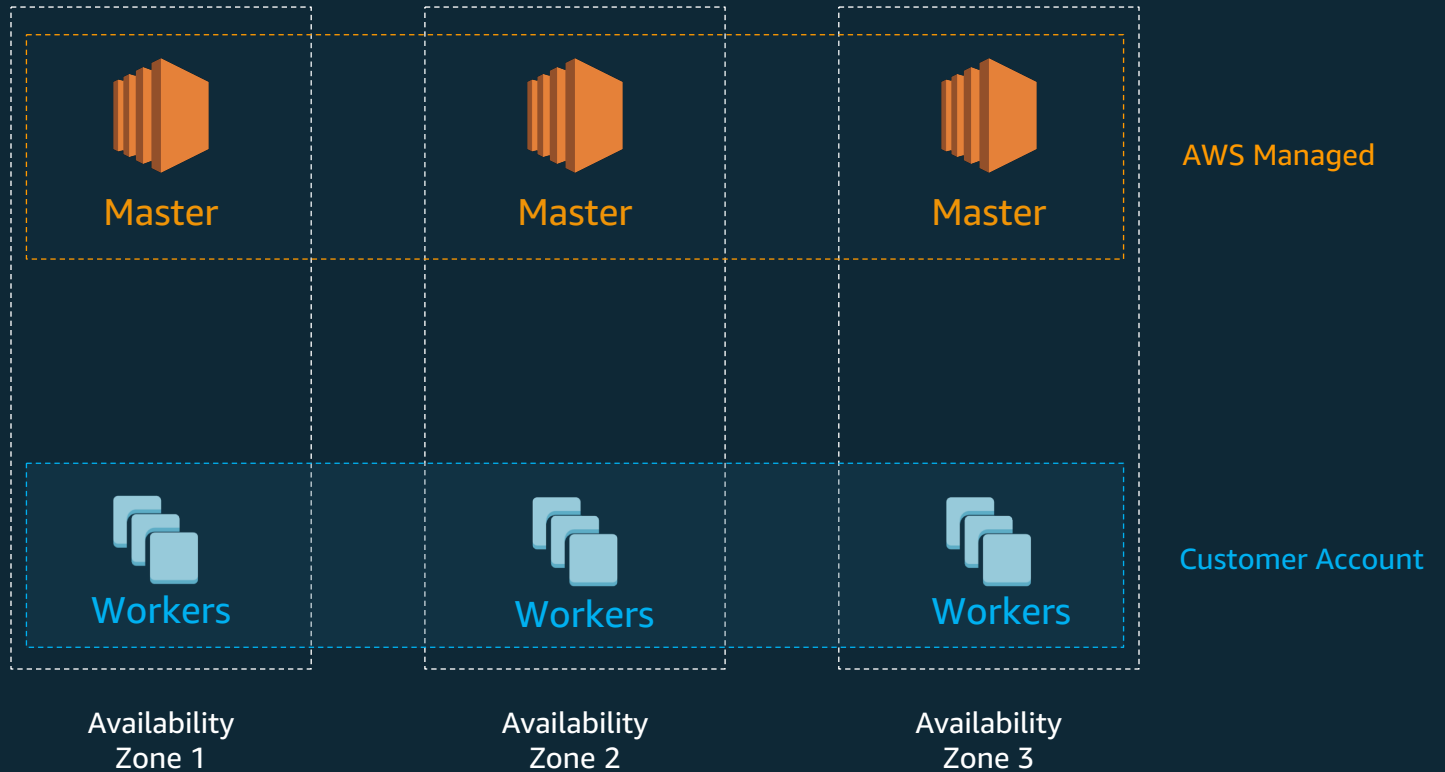 Master
Master
Master
AWS Managed
Workers
Workers
Workers
Customer Account
Availability
Zone 1
Availability
Zone 2
Availability
Zone 3